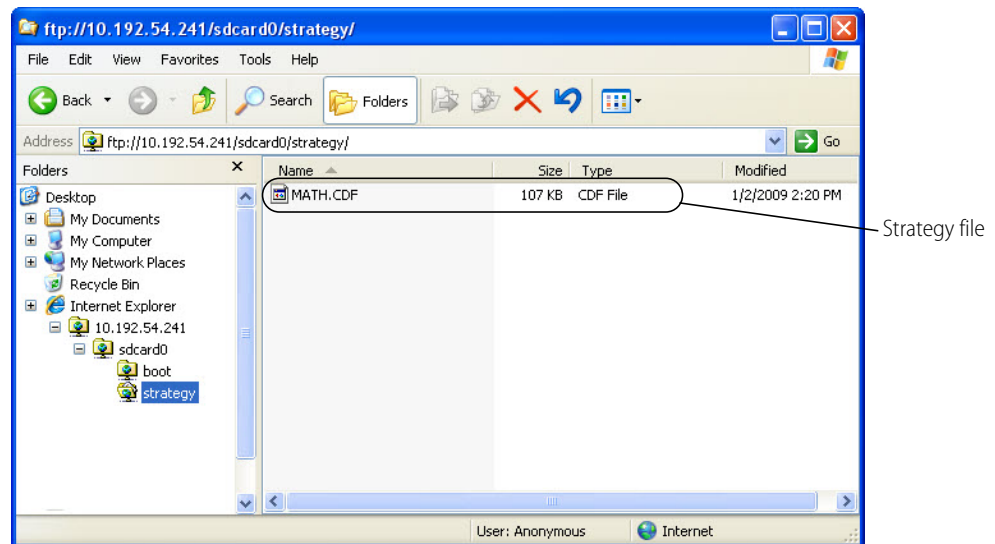 ftp://10.192.54.241/sdcard0/strategy/
File Edit View Favorites Tools Help
Back Search Folders
Address ftp://10.192.54.241/sdcard0/strategy/ Go
Folders x Name Size Type Modified
Desktop MATH.CDF 107 KB CDF File 1/2/2009 2:20 PM
My Documents
Strategy file
My Computer
My Network Places
Recycle Bin
Internet Explorer
10.192.54.241
sdcard0
boot
strategy
User: Anonymous Internet